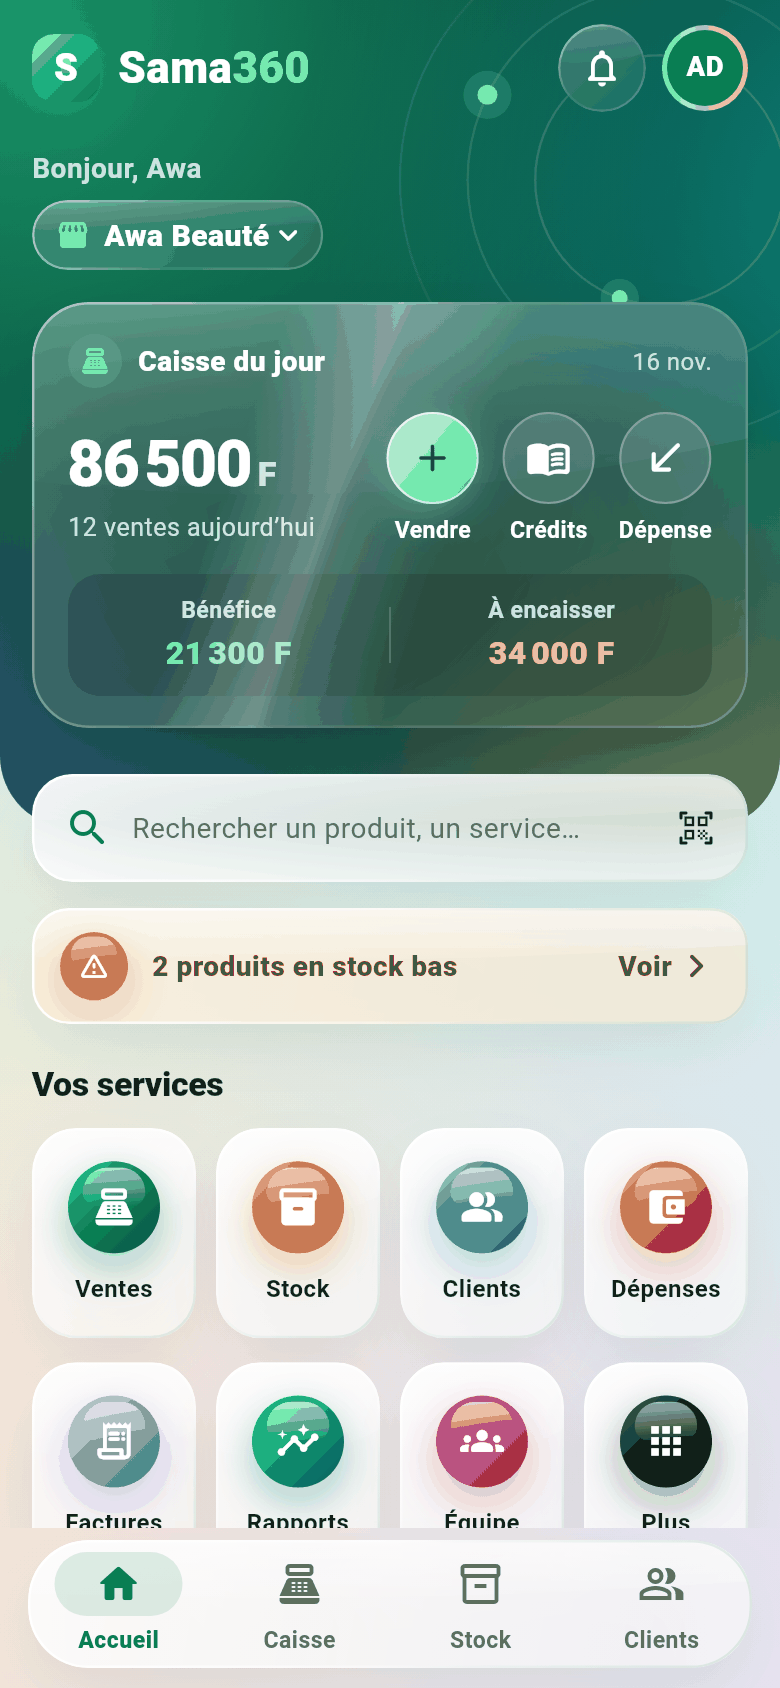 S Sama360 AD
Bonjour, Awa
Awa Beauté
Caisse du jour 16 nov.
86 500 F
12 ventes aujourd’hui
Vendre Crédits Dépense
Bénéfice À encaisser
21 300 F 34 000 F
Rechercher un produit, un service…
2 produits en stock bas Voir
Vos services
Ventes Stock Clients Dépenses
Factures Rapports Équipe Plus
Accueil Caisse Stock Clients